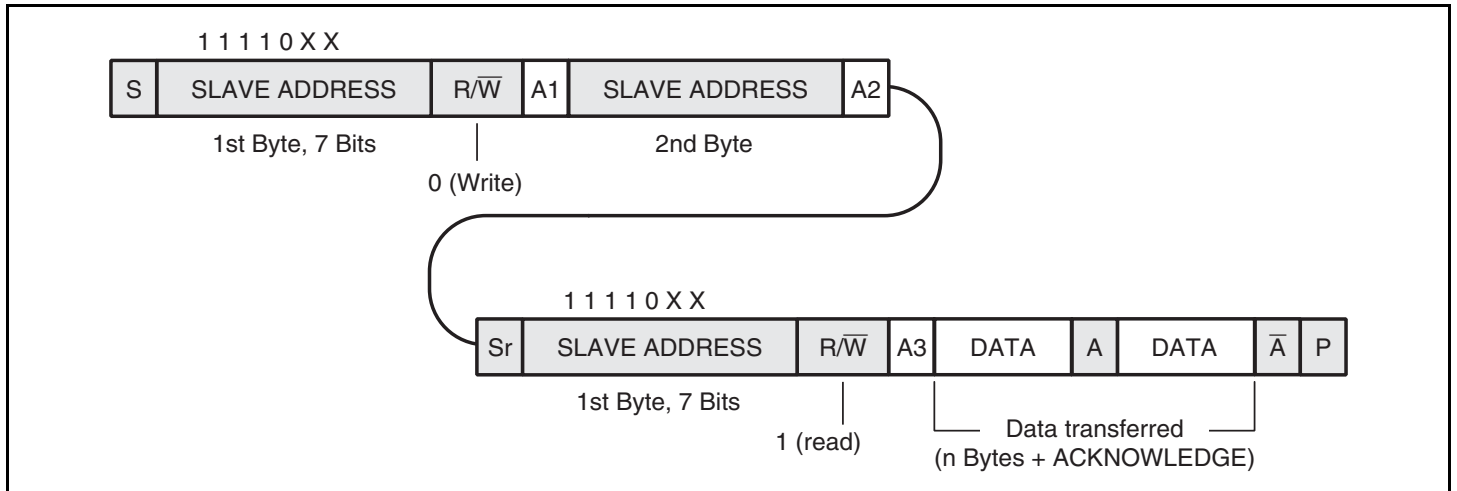 1 1 1 1 0 X X
S SLAVE ADDRESS R/W̅ A1 SLAVE ADDRESS A2
1st Byte, 7 Bits 2nd Byte
0 (Write)
1 1 1 1 0 X X
Sr SLAVE ADDRESS R/W̅ A3 DATA A DATA A̅ P
1st Byte, 7 Bits
1 (read)
Data transferred
(n Bytes + ACKNOWLEDGE)